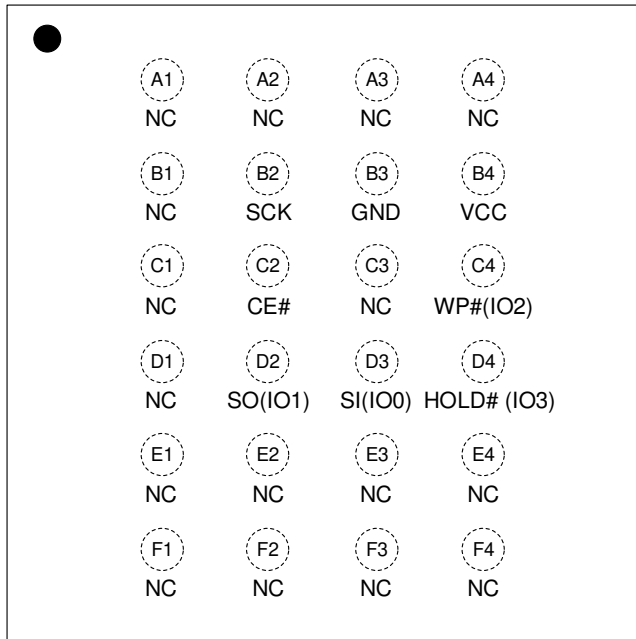 A1 A2 A3 A4
NC NC NC NC
B1 B2 B3 B4
NC SCK GND VCC
C1 C2 C3 C4
NC CE# NC WP#(IO2)
D1 D2 D3 D4
NC SO(IO1) SI(IO0) HOLD# (IO3)
E1 E2 E3 E4
NC NC NC NC
F1 F2 F3 F4
NC NC NC NC